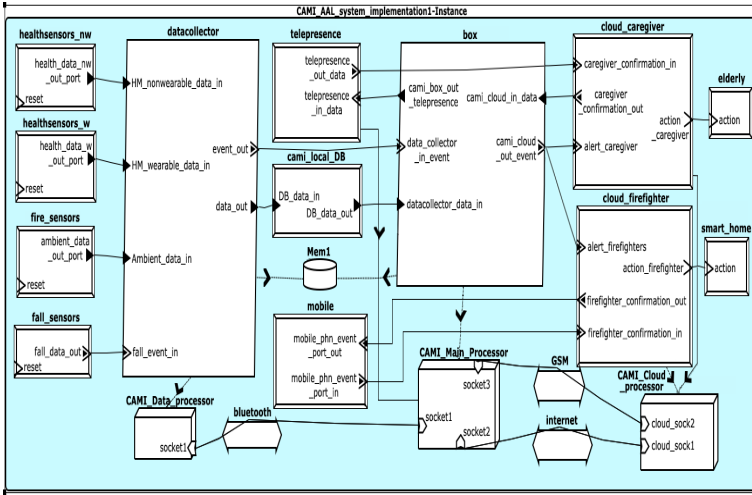 CAMI_AAL_system_implementation1-Instance
healthsensors_nw
health_data_nw
_out_port
reset
healthsensors_w
health_data_w
_out_port
reset
fire_sensors
ambient_data
_out_port
reset
fall_sensors
fall_data_out
reset
datacollector
HM_nonwearable_data_in
event_out
HM_wearable_data_in
data_out
Ambient_data_in
fall_event_in
telepresence
telepresence
_out_data
telepresence
_in_data
cami_local_DB
DB_data_in
DB_data_out
Mem1
mobile
mobile_phn_event
_port_out
mobile_phn_event
_port_in
box
cami_box_out
_telepresence
cami_cloud_in_data
data_collector
_in_event
cami_cloud
_out_event
datacollector_data_in
cloud_caregiver
caregiver_confirmation_in
caregiver
_confirmation_out
action
_caregiver
alert_caregiver
elderly
action
cloud_firefighter
alert_firefighters
action_firefighter
firefighter_confirmation_out
firefighter_confirmation_in
smart_home
action
CAMI_Data_processor
socket1
bluetooth
CAMI_Main_Processor
socket3
socket1
socket2
GSM
internet
CAMI_Cloud
_processor
cloud_sock2
cloud_sock1